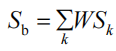 S_b = ∑_k WS_k